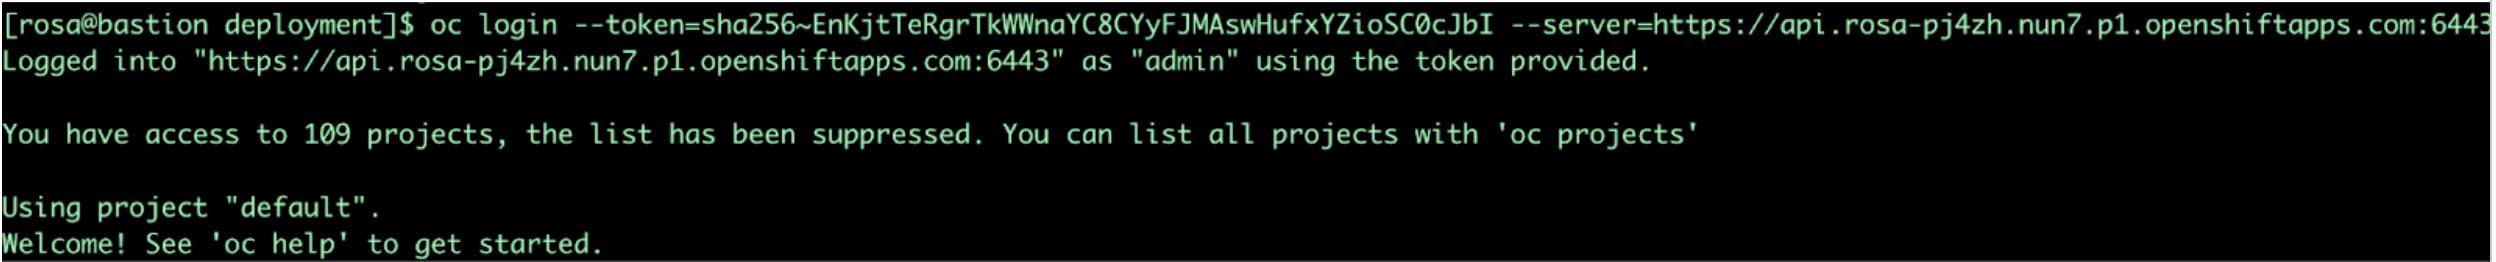 [rosa@bastion deployment]$ oc login --token=sha256~EnKjtTeRgrTkWWnaYC8CYyFJMAswHufxYZioSC0cJbI --server=https://api.rosa-pj4zh.nun7.p1.openshiftapps.com:6443
Logged into "https://api.rosa-pj4zh.nun7.p1.openshiftapps.com:6443" as "admin" using the token provided.
You have access to 109 projects, the list has been suppressed. You can list all projects with 'oc projects'
Using project "default".
Welcome! See 'oc help' to get started.